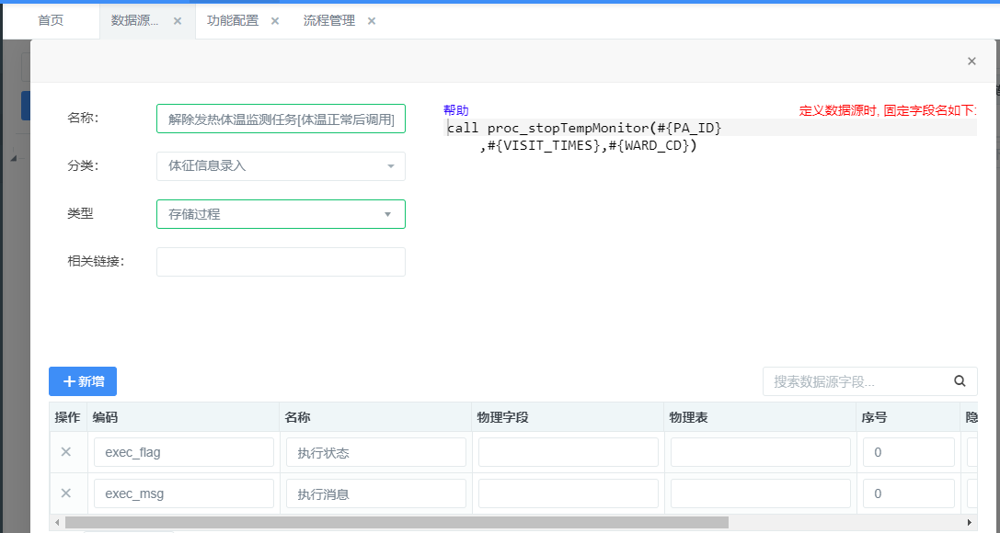 首页 数据源... × 功能配置 × 流程管理 ×
×
名称: 解除发热体温监测任务[体温正常后调用]
分类: 体征信息录入
类型 存储过程
相关链接:
帮助 定义数据源时, 固定字段名如下:
call proc_stopTempMonitor(#{PA_ID}
,#{VISIT_TIMES},#{WARD_CD})
+新增 搜索数据源字段...
操作 编码 名称 物理字段 物理表 序号 隐
× exec_flag 执行状态 0
× exec_msg 执行消息 0